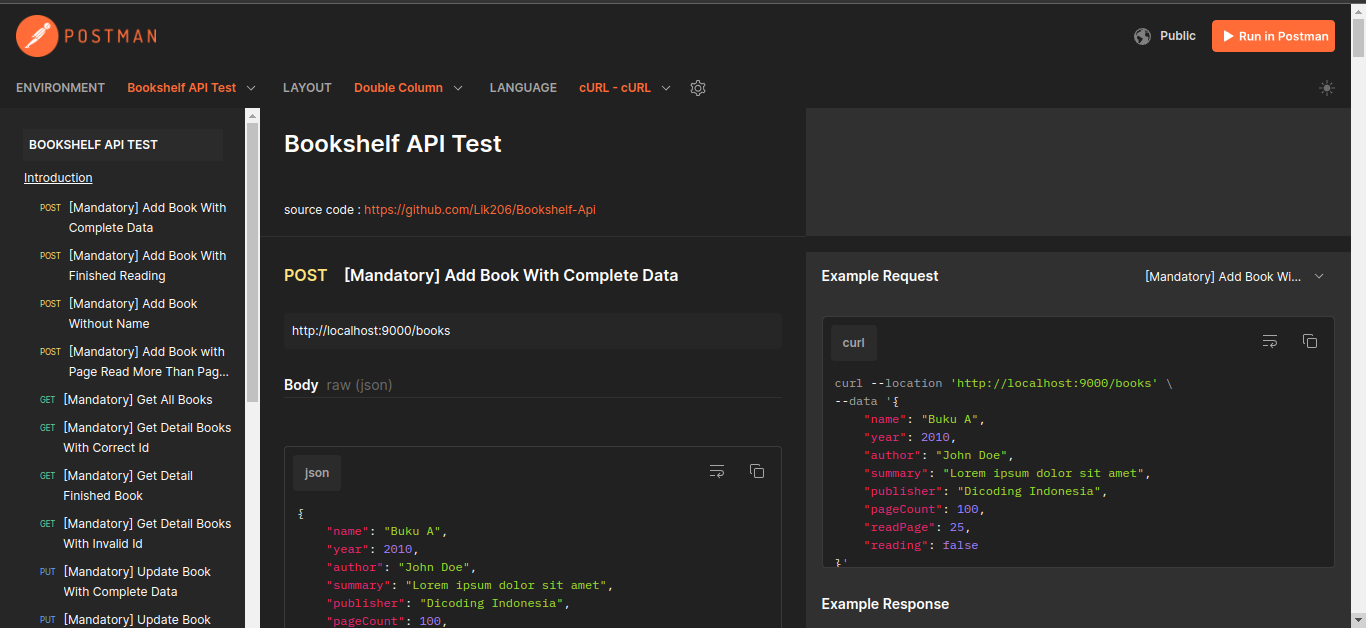 POSTMAN
Public
Run in Postman
ENVIRONMENT Bookshelf API Test LAYOUT Double Column LANGUAGE cURL - cURL
BOOKSHELF API TEST
Introduction
POST [Mandatory] Add Book With
Complete Data
POST [Mandatory] Add Book With
Finished Reading
POST [Mandatory] Add Book
Without Name
POST [Mandatory] Add Book with
Page Read More Than Pag...
GET [Mandatory] Get All Books
GET [Mandatory] Get Detail Books
With Correct Id
GET [Mandatory] Get Detail
Finished Book
GET [Mandatory] Get Detail Books
With Invalid Id
PUT [Mandatory] Update Book
With Complete Data
PUT [Mandatory] Update Book
Bookshelf API Test
source code : https://github.com/Lik206/Bookshelf-Api
POST [Mandatory] Add Book With Complete Data
http://localhost:9000/books
Body raw (json)
json
{
"name": "Buku A",
"year": 2010,
"author": "John Doe",
"summary": "Lorem ipsum dolor sit amet",
"publisher": "Dicoding Indonesia",
"pageCount": 100,
Example Request [Mandatory] Add Book Wi...
curl
curl --location 'http://localhost:9000/books' \
--data '{
"name": "Buku A",
"year": 2010,
"author": "John Doe",
"summary": "Lorem ipsum dolor sit amet",
"publisher": "Dicoding Indonesia",
"pageCount": 100,
"readPage": 25,
"reading": false
}'
Example Response